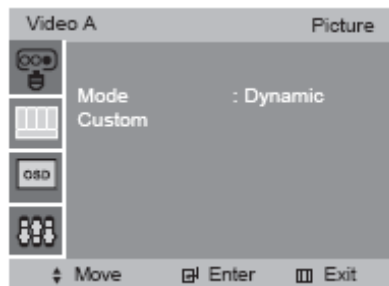 Video A Picture
Mode : Dynamic
Custom
OSD
Move Enter Exit